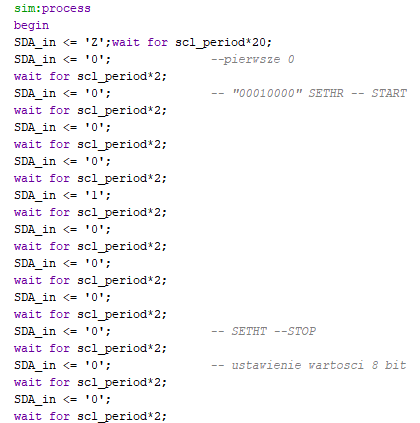 sim:process
begin
SDA_in <= 'Z';wait for scl_period*20;
SDA_in <= '0'; --pierwsze 0
wait for scl_period*2;
SDA_in <= '0'; -- "00010000" SETHR -- START
wait for scl_period*2;
SDA_in <= '0';
wait for scl_period*2;
SDA_in <= '0';
wait for scl_period*2;
SDA_in <= '1';
wait for scl_period*2;
SDA_in <= '0';
wait for scl_period*2;
SDA_in <= '0';
wait for scl_period*2;
SDA_in <= '0';
wait for scl_period*2;
SDA_in <= '0'; -- SETHT --STOP
wait for scl_period*2;
SDA_in <= '0'; -- ustawienie wartosci 8 bit
wait for scl_period*2;
SDA_in <= '0';
wait for scl_period*2;